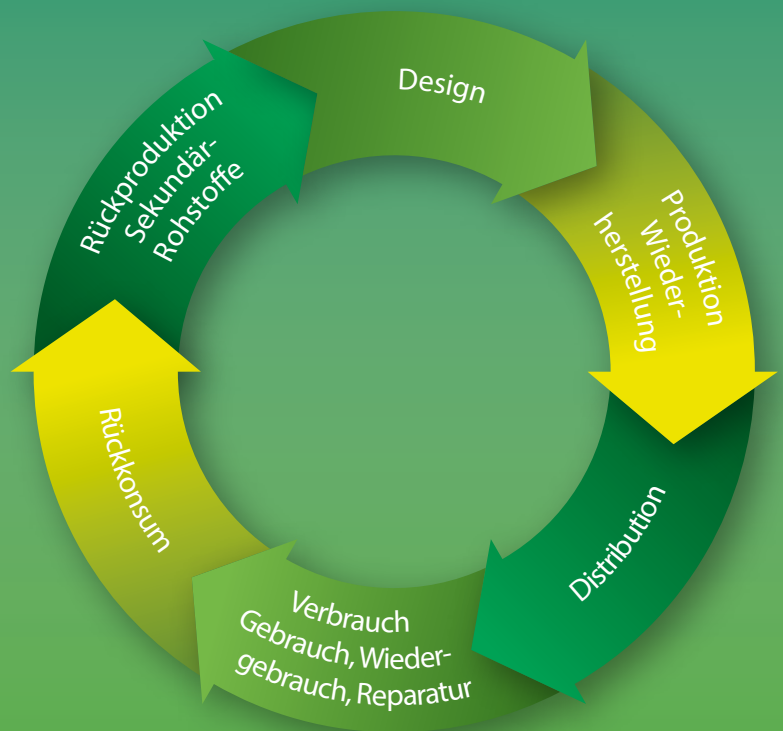 Design
Produktion
Wieder-
herstellung
Distribution
Verbrauch
Gebrauch, Wieder-
gebrauch, Reparatur
Rückkonsum
Rückproduktion
Sekundär-
Rohstoffe